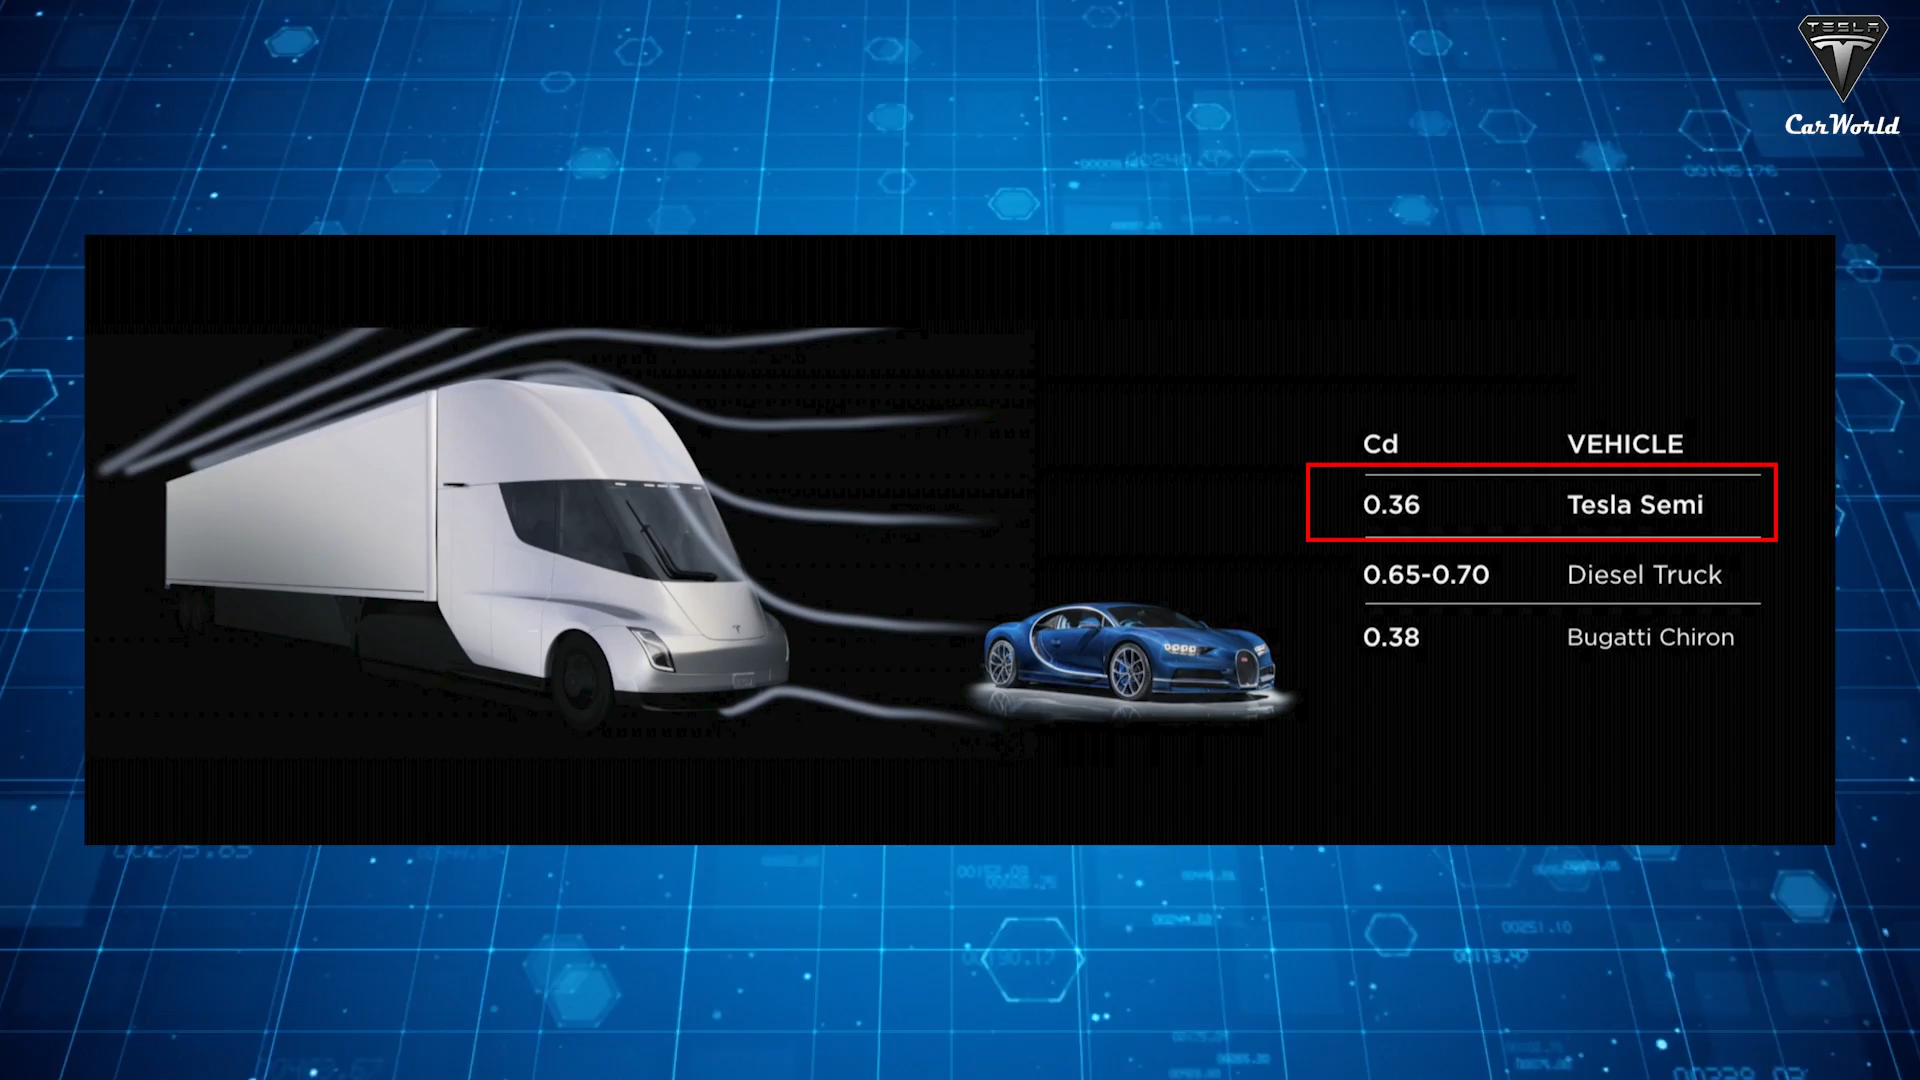 TESLA
CarWorld
Cd VEHICLE
0.36 Tesla Semi
0.65-0.70 Diesel Truck
0.38 Bugatti Chiron